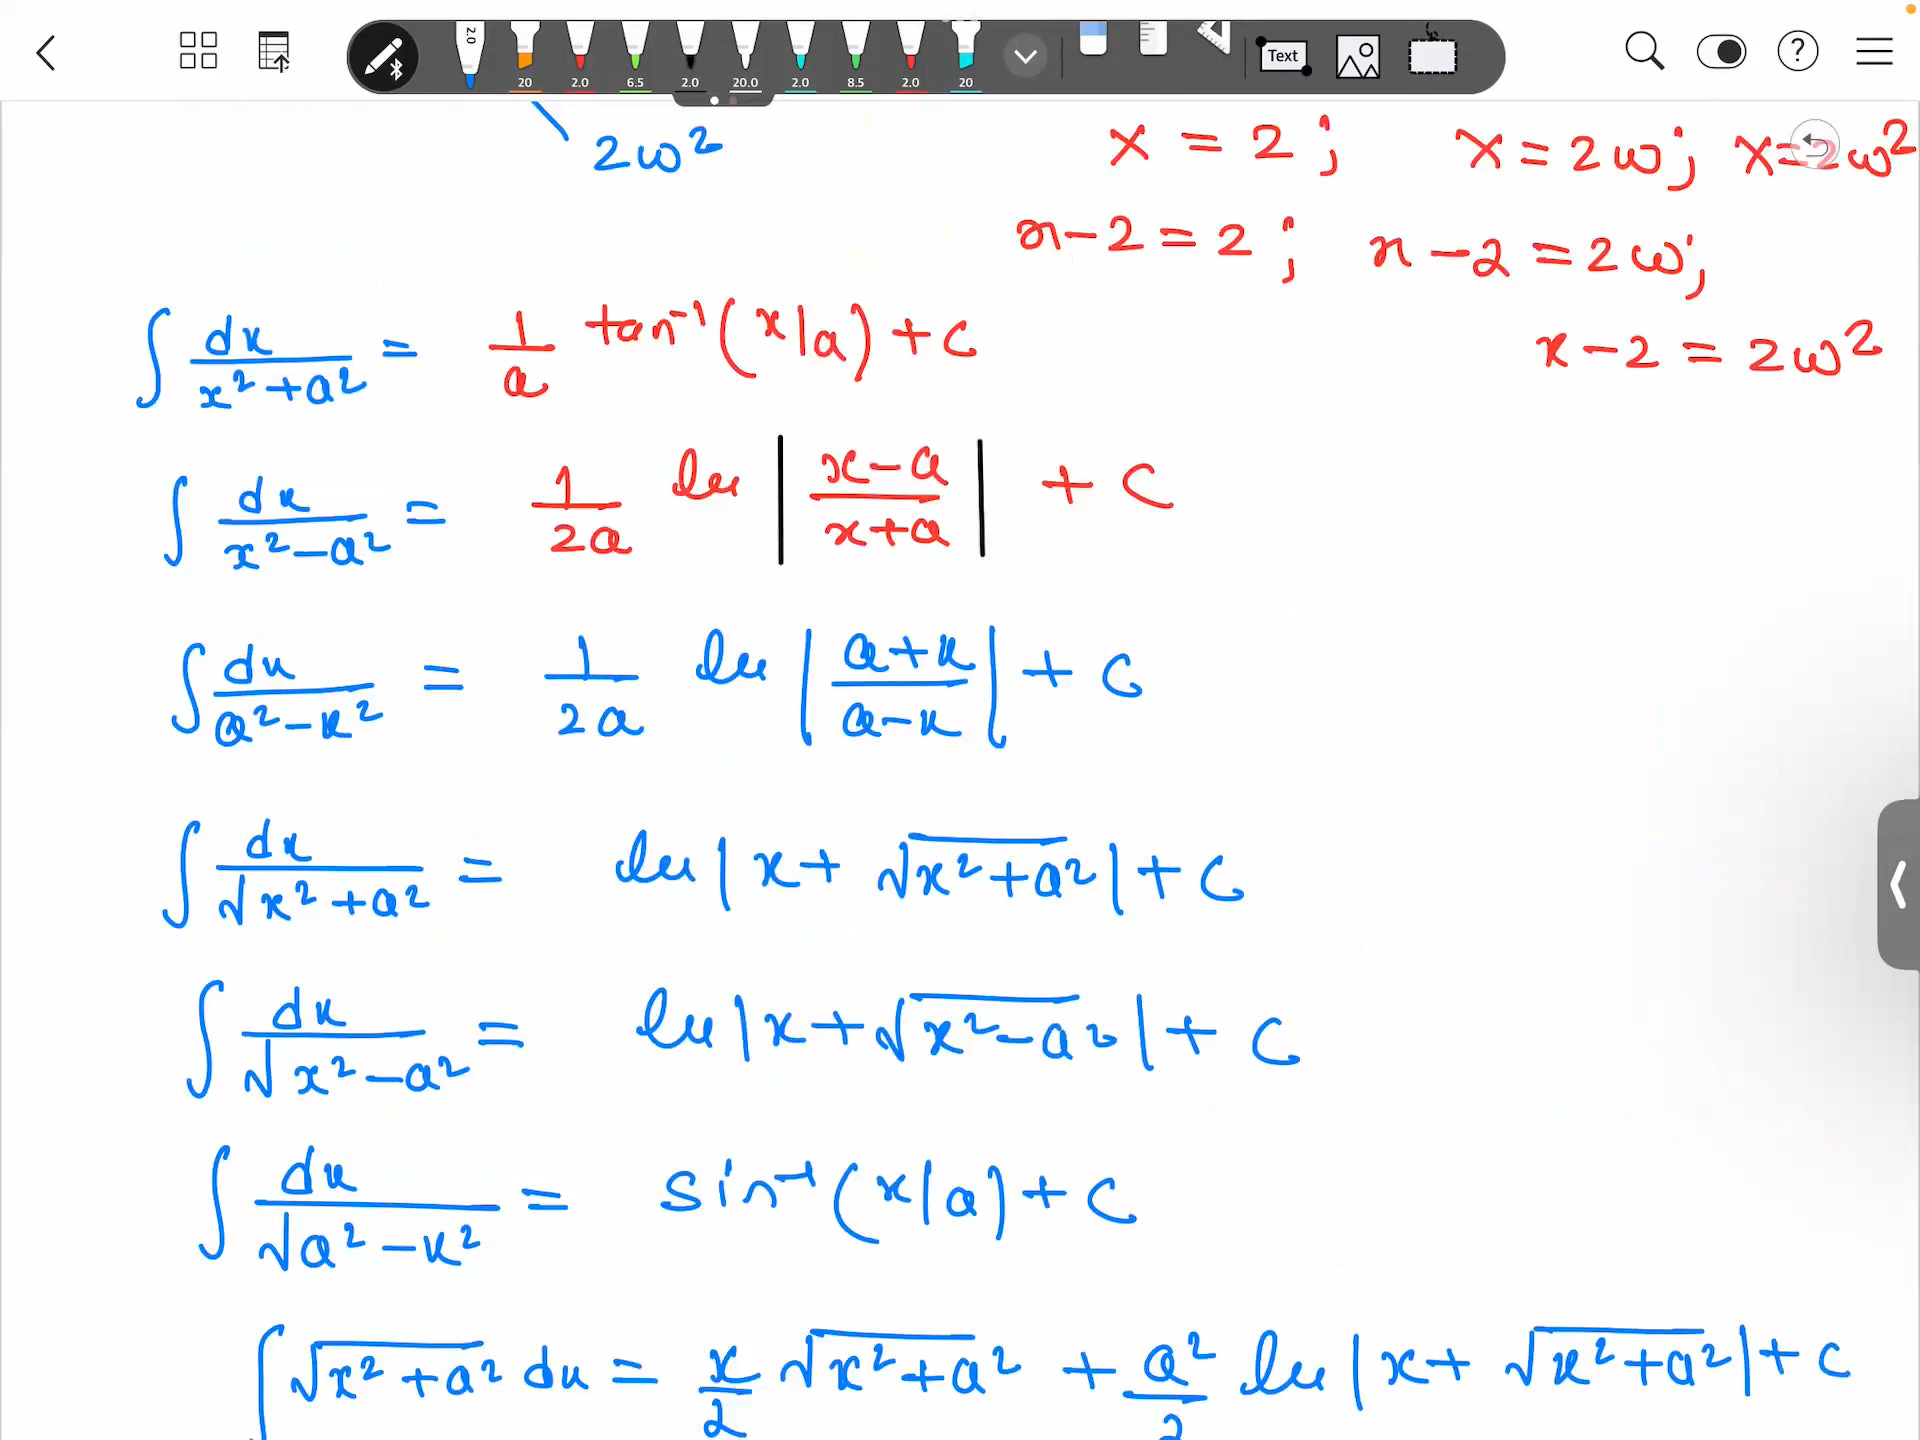 2.0 20 2.0 6.5 2.0 20.0 2.0 8.5 2.0 20 Text ?
2ω²
x = 2 ; x = 2ω ; x = 2ω²
x-2 = 2 ; x-2 = 2ω ;
x-2 = 2ω²
∫ dx/(x²+a²) = 1/a tan⁻¹(x/a) + c
∫ dx/(x²-a²) = 1/2a ln |(x-a)/(x+a)| + c
∫ dx/(a²-x²) = 1/2a ln |(a+x)/(a-x)| + c
∫ dx/√(x²+a²) = ln |x+ √(x²+a²)| + c
∫ dx/√(x²-a²) = ln |x+√(x²-a²)| + c
∫ dx/√(a²-x²) = sin⁻¹(x/a) + c
∫ √(x²+a²) dx = x/2 √(x²+a²) + a²/2 ln |x+ √(x²+a²)| + c